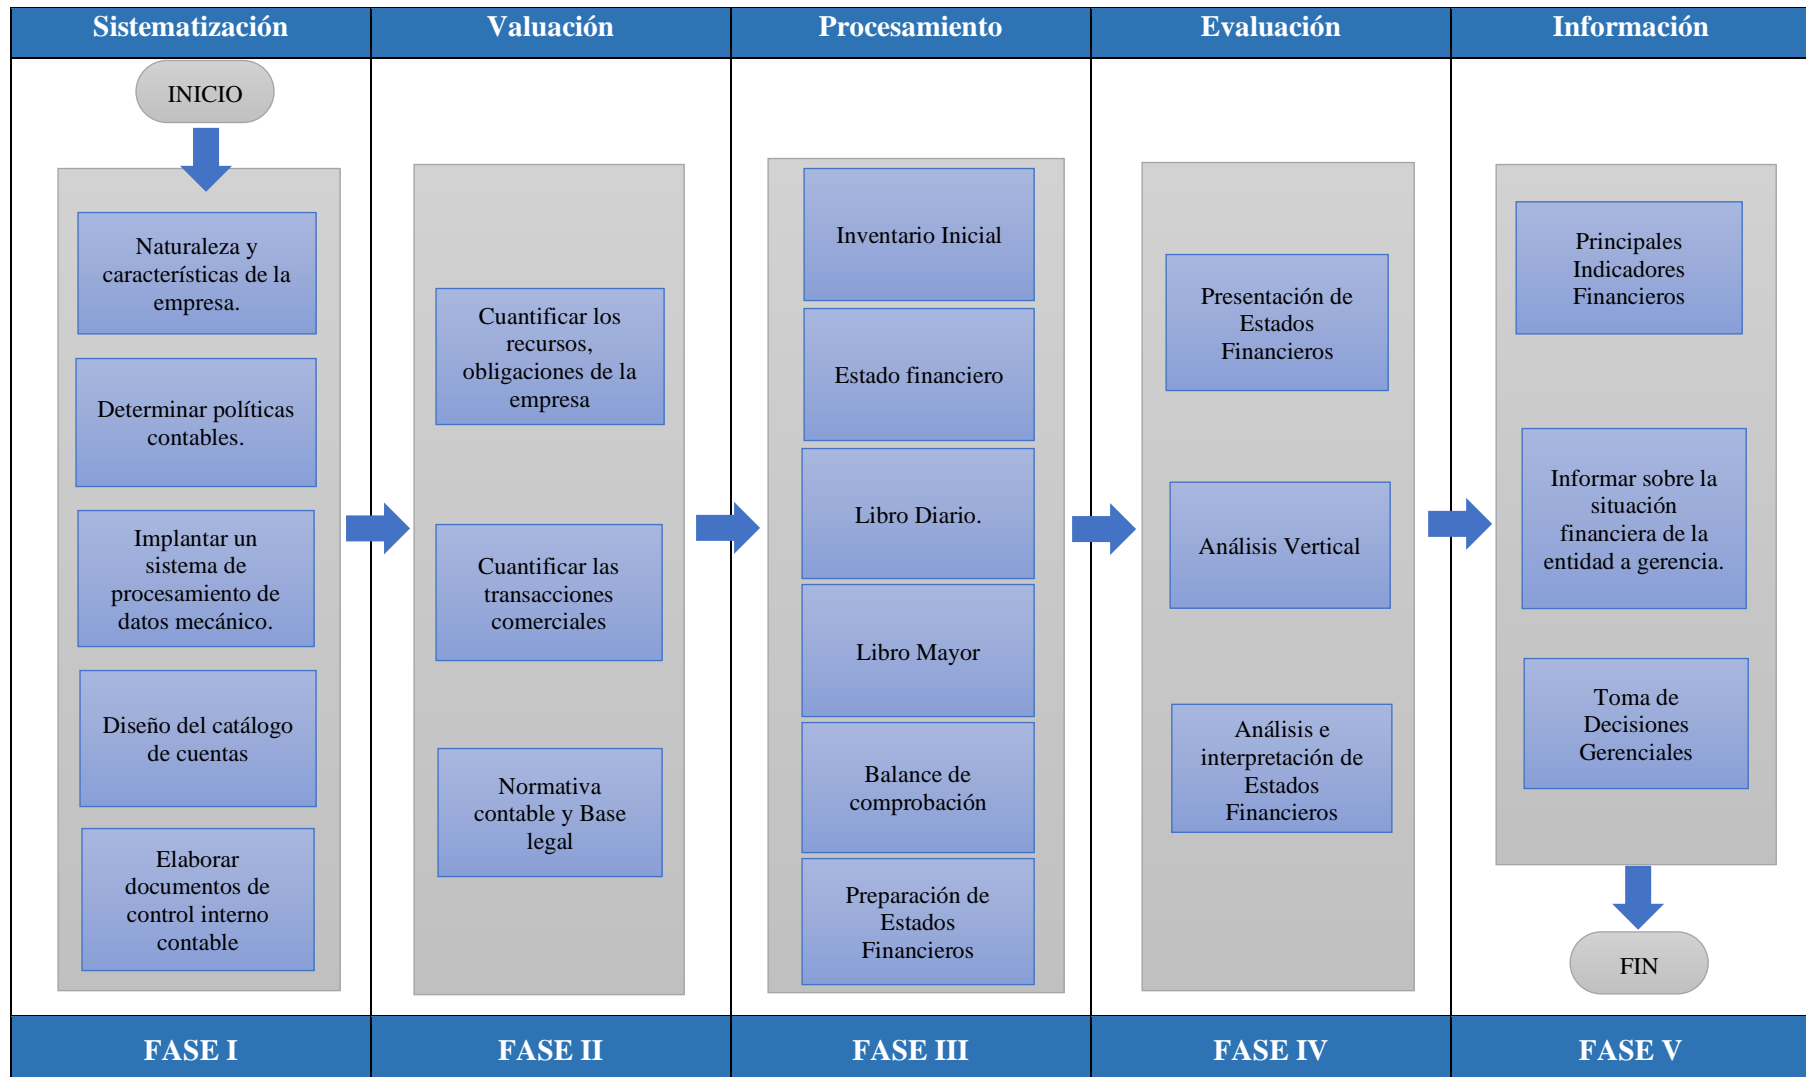 Sistematización
Valuación
Procesamiento
Evaluación
Información
INICIO
Naturaleza y
características de la
empresa.
Determinar políticas
contables.
Implantar un
sistema de
procesamiento de
datos mecánico.
Diseño del catálogo
de cuentas
Elaborar
documentos de
control interno
contable
Cuantificar los
recursos,
obligaciones de la
empresa
Cuantificar las
transacciones
comerciales
Normativa
contable y Base
legal
Inventario Inicial
Estado financiero
Libro Diario.
Libro Mayor
Balance de
comprobación
Preparación de
Estados
Financieros
Presentación de
Estados
Financieros
Análisis Vertical
Análisis e
interpretación de
Estados
Financieros
Principales
Indicadores
Financieros
Informar sobre la
situación
financiera de la
entidad a gerencia.
Toma de
Decisiones
Gerenciales
FIN
FASE I
FASE II
FASE III
FASE IV
FASE V